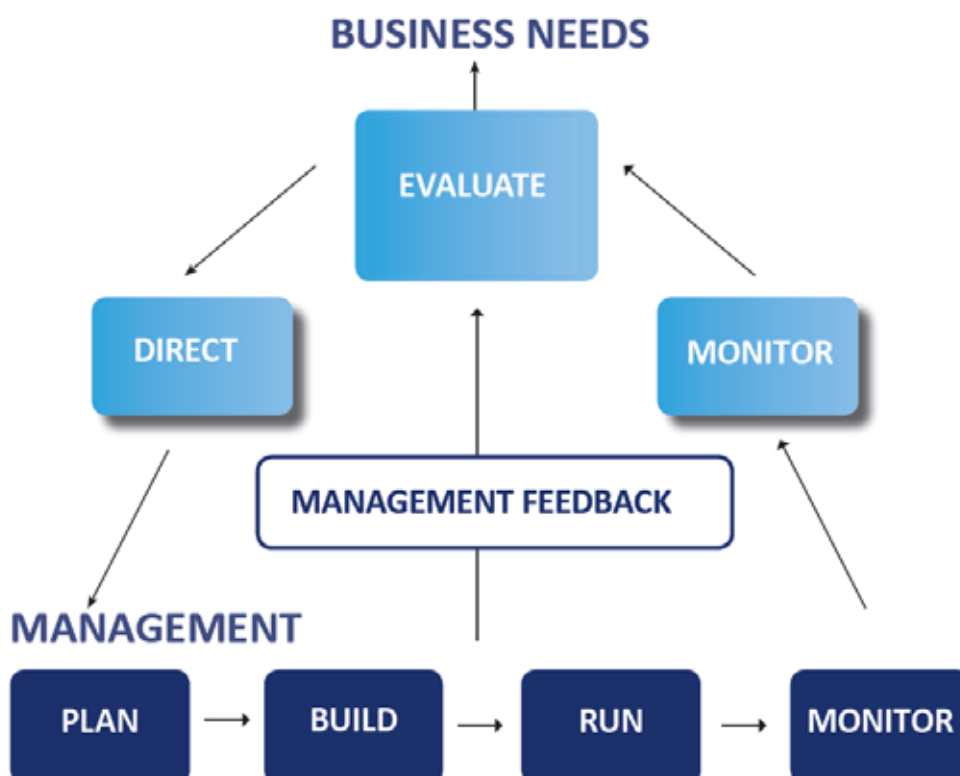 BUSINESS NEEDS
EVALUATE
DIRECT
MONITOR
MANAGEMENT FEEDBACK
MANAGEMENT
PLAN
BUILD
RUN
MONITOR